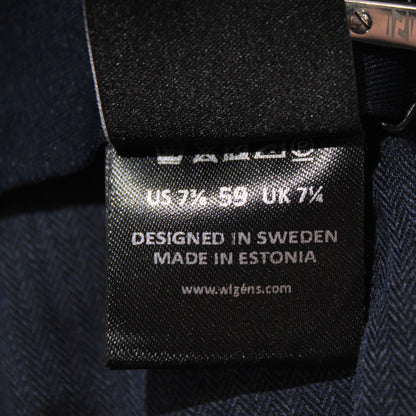 US 7⅜ 59 UK 7¼
DESIGNED IN SWEDEN
MADE IN ESTONIA
www.wigens.com